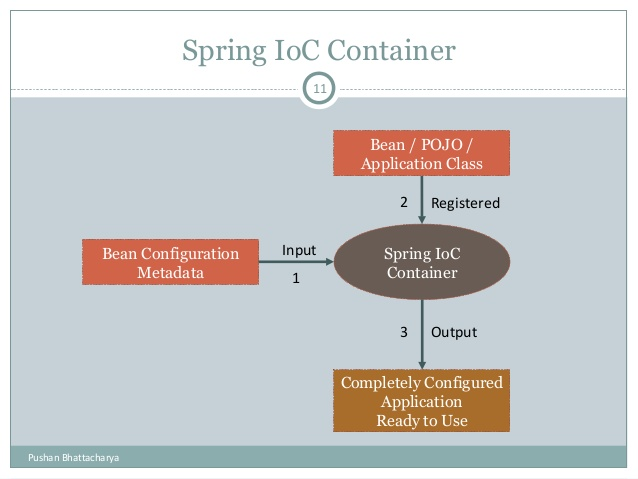 Spring IoC Container
11
Bean / POJO /
Application Class
2 Registered
Input
Bean Configuration
Metadata
1
Spring IoC
Container
3 Output
Completely Configured
Application
Ready to Use
Pushan Bhattacharya